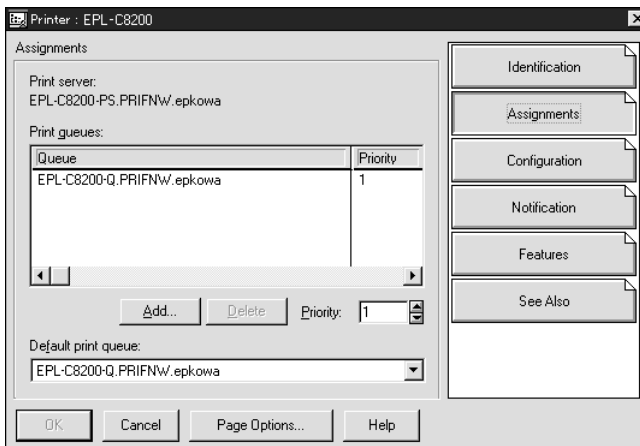 Printer : EPL-C8200
Assignments
Print server:
EPL-C8200-PS.PRIFNW.epkowa
Print queues:
Queue Priority
EPL-C8200-Q.PRIFNW.epkowa 1
Add... Delete Priority: 1
Default print queue:
EPL-C8200-Q.PRIFNW.epkowa
OK Cancel Page Options... Help
Identification
Assignments
Configuration
Notification
Features
See Also